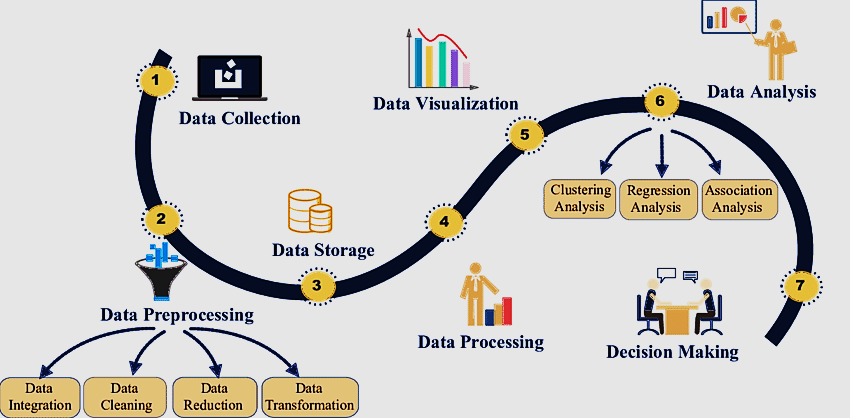 1
Data Collection
2
Data Preprocessing
Data
Integration
Data
Cleaning
Data
Reduction
Data
Transformation
3
Data Storage
4
Data Processing
5
Data Visualization
6
Data Analysis
Clustering
Analysis
Regression
Analysis
Association
Analysis
7
Decision Making